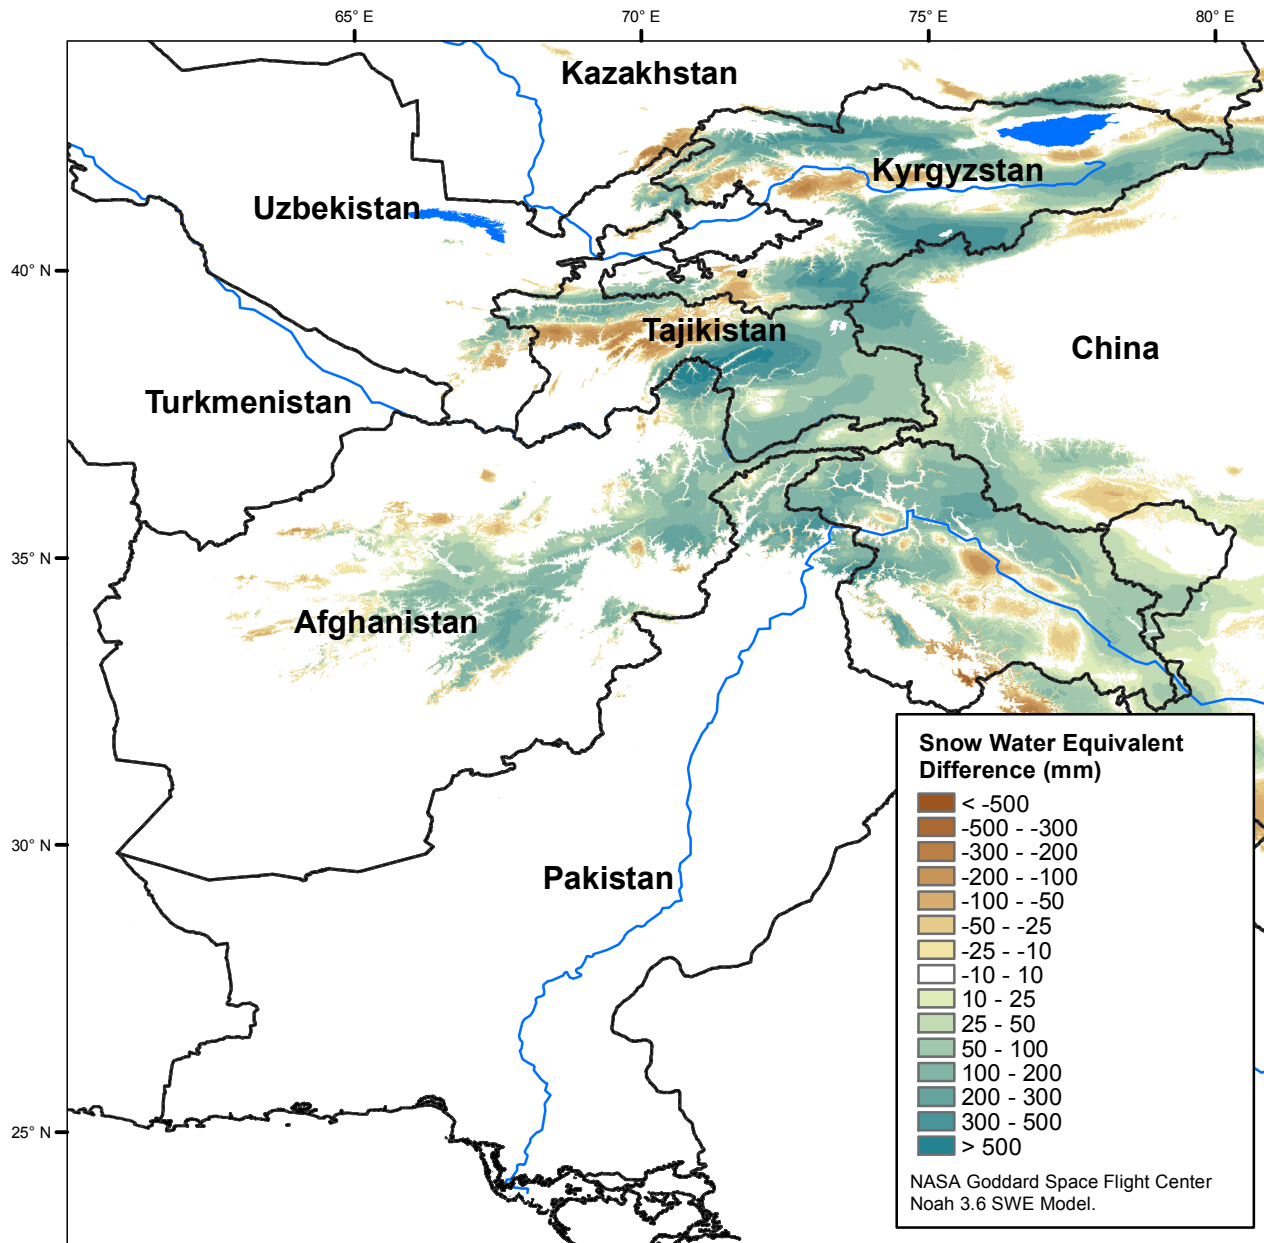 65° E
70° E
75° E
80° E
Kazakhstan
Kyrgyzstan
Uzbekistan
40° N
Tajikistan
China
Turkmenistan
35° N
Afghanistan
Snow Water Equivalent
Difference (mm)
< -500
-500 - -300
-300 - -200
-200 - -100
-100 - -50
-50 - -25
-25 - -10
-10 - 10
10 - 25
25 - 50
50 - 100
100 - 200
200 - 300
300 - 500
> 500
NASA Goddard Space Flight Center
Noah 3.6 SWE Model.
30° N
Pakistan
25° N